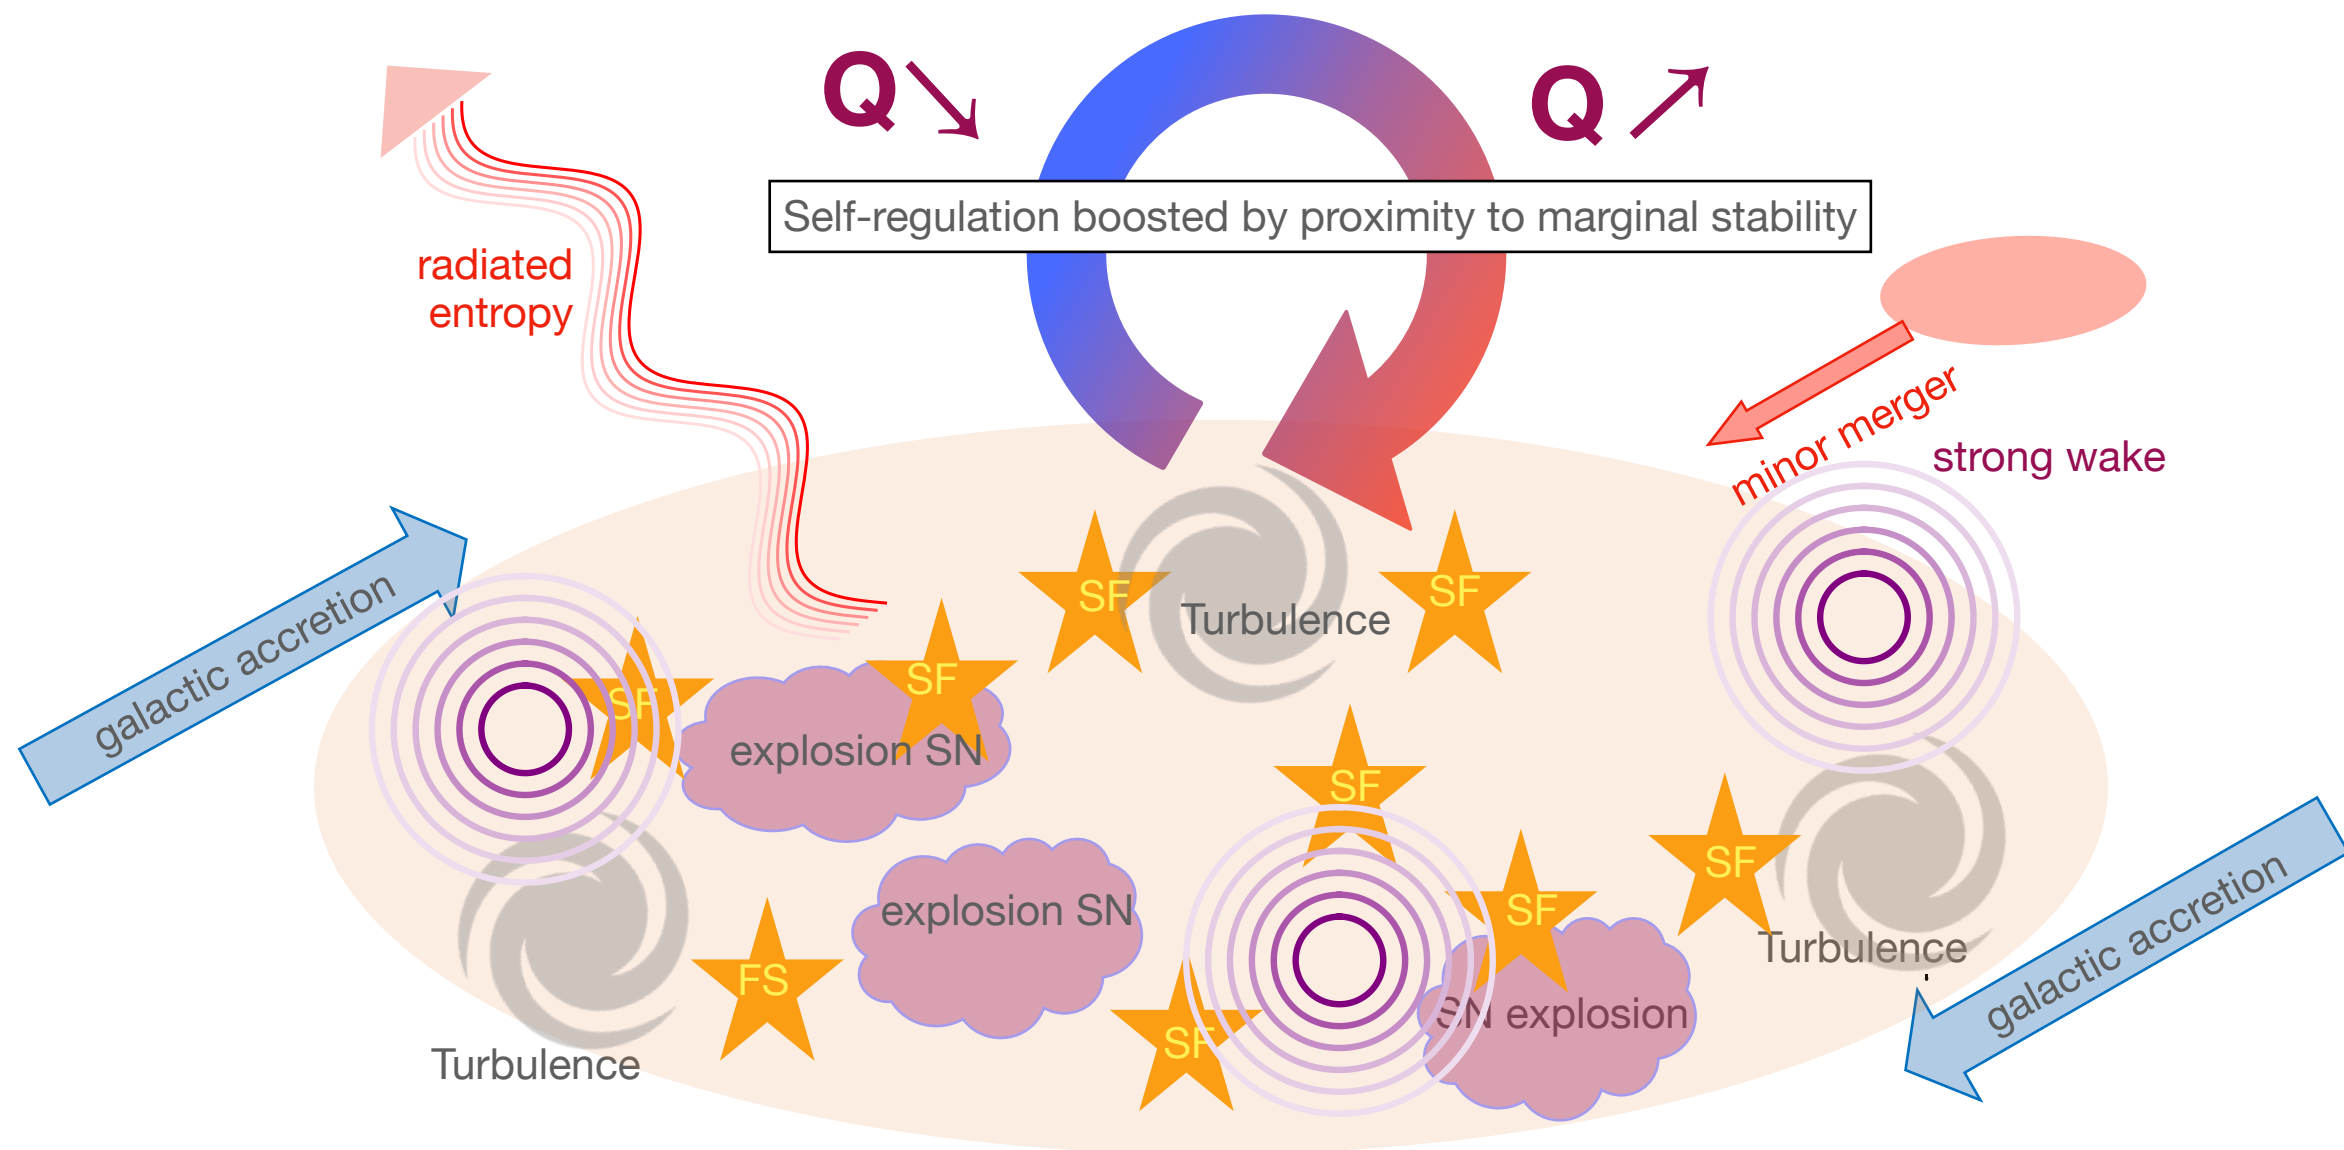 Q↘
Q↗
Self-regulation boosted by proximity to marginal stability
radiated
entropy
minor merger
strong wake
galactic accretion
SF
SF
Turbulence
SF
SF
explosion SN
SF
SF
explosion SN
SF
SF
FS
Turbulence
galactic accretion
SN explosion
SF
Turbulence